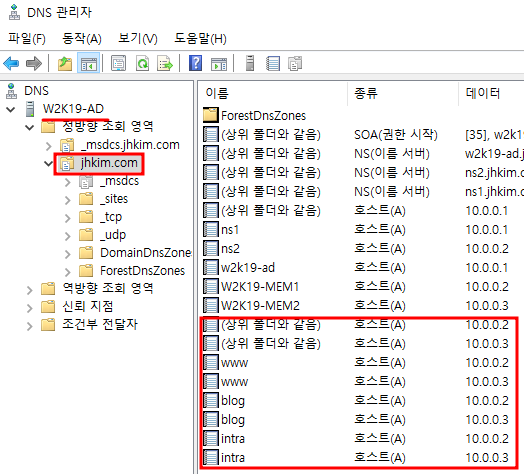 DNS 관리자
파일(F) 동작(A) 보기(V) 도움말(H)
DNS
W2K19-AD
정방향 조회 영역
_msdcs.jhkim.com
jhkim.com
_msdcs
_sites
_tcp
_udp
DomainDnsZones
ForestDnsZones
역방향 조회 영역
신뢰 지점
조건부 전달자
이름 종류 데이터
ForestDnsZones
(상위 폴더와 같음) SOA(권한 시작) [35], w2k19-
(상위 폴더와 같음) NS(이름 서버) w2k19-ad.j
(상위 폴더와 같음) NS(이름 서버) ns2.jhkim.c
(상위 폴더와 같음) NS(이름 서버) ns1.jhkim.c
(상위 폴더와 같음) 호스트(A) 10.0.0.1
ns1 호스트(A) 10.0.0.1
ns2 호스트(A) 10.0.0.2
w2k19-ad 호스트(A) 10.0.0.1
W2K19-MEM1 호스트(A) 10.0.0.2
W2K19-MEM2 호스트(A) 10.0.0.3
(상위 폴더와 같음) 호스트(A) 10.0.0.2
(상위 폴더와 같음) 호스트(A) 10.0.0.3
www 호스트(A) 10.0.0.2
www 호스트(A) 10.0.0.3
blog 호스트(A) 10.0.0.2
blog 호스트(A) 10.0.0.3
intra 호스트(A) 10.0.0.2
intra 호스트(A) 10.0.0.3